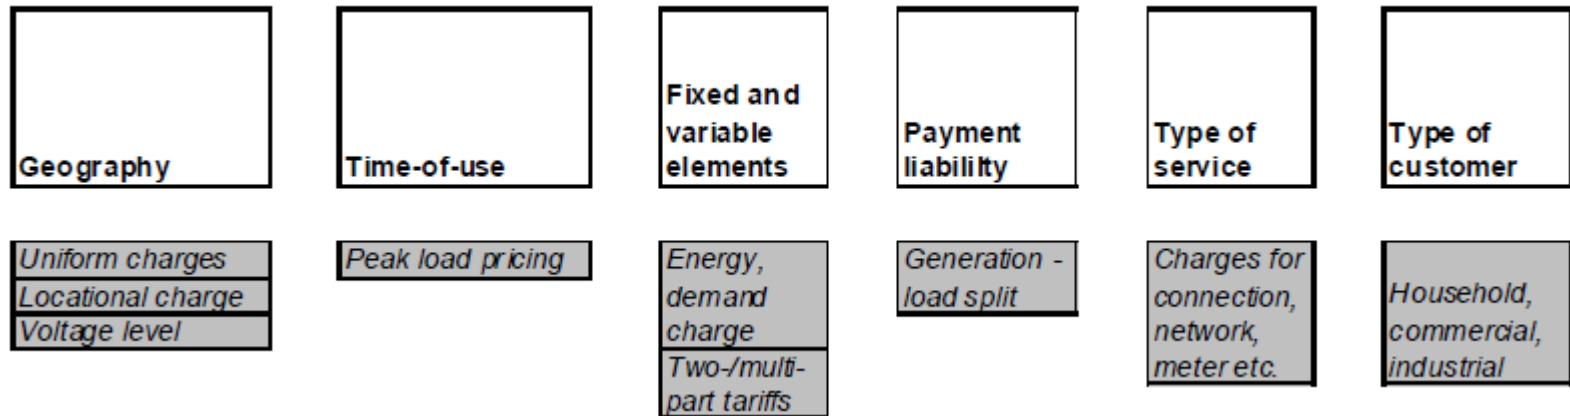 Geography
Time-of-use
Fixed and
variable
elements
Payment
liabililty
Type of
service
Type of
customer
Uniform charges
Locational charge
Voltage level
Peak load pricing
Energy,
demand
charge
Two-/multi-
part tariffs
Generation -
load split
Charges for
connection,
network,
meter etc.
Household,
commercial,
industrial